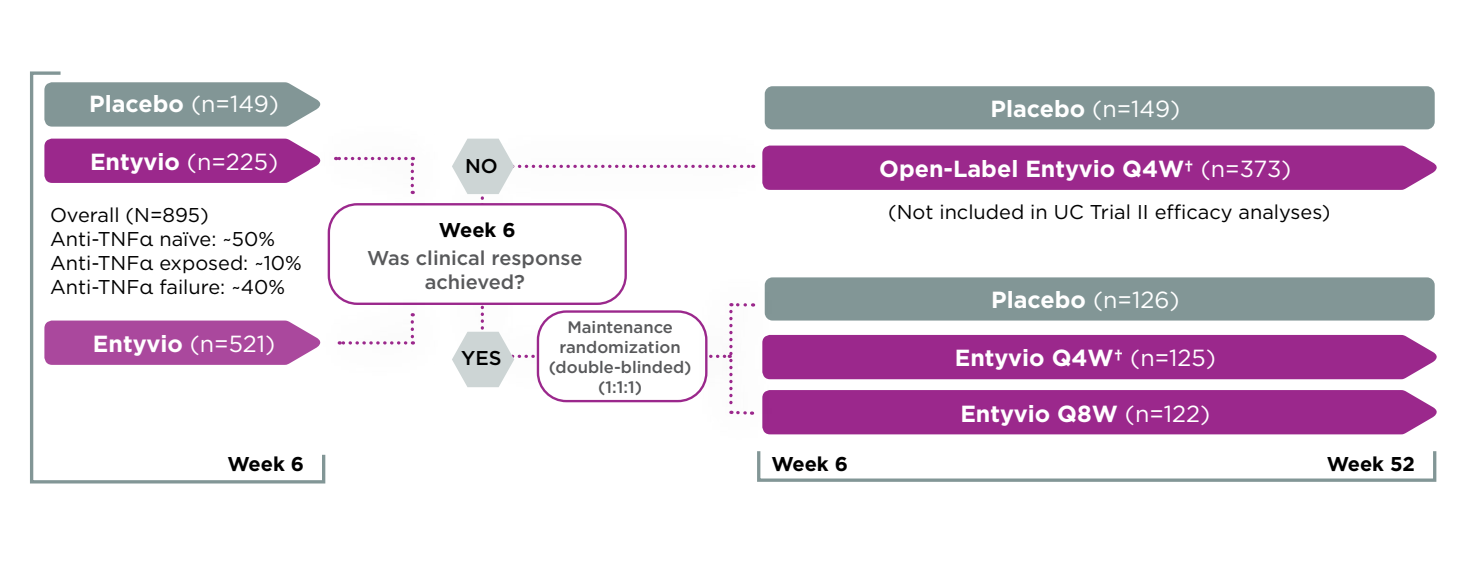 Placebo (n=149)
Entyvio (n=225)
Overall (N=895)
Anti-TNFɑ naïve: ~50%
Anti-TNFɑ exposed: ~10%
Anti-TNFɑ failure: ~40%
Entyvio (n=521)
Week 6
NO
Week 6
Was clinical response
achieved?
YES
Maintenance
randomization
(double-blinded)
(1:1:1)
Placebo (n=149)
Open-Label Entyvio Q4W† (n=373)
(Not included in UC Trial II efficacy analyses)
Placebo (n=126)
Entyvio Q4W† (n=125)
Entyvio Q8W (n=122)
Week 6
Week 52